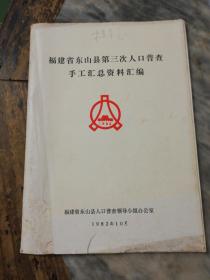 福建省东山县第三次人口普查
手工汇总资料汇编
福建省东山县人口普查领导小组办公室
1982年10月